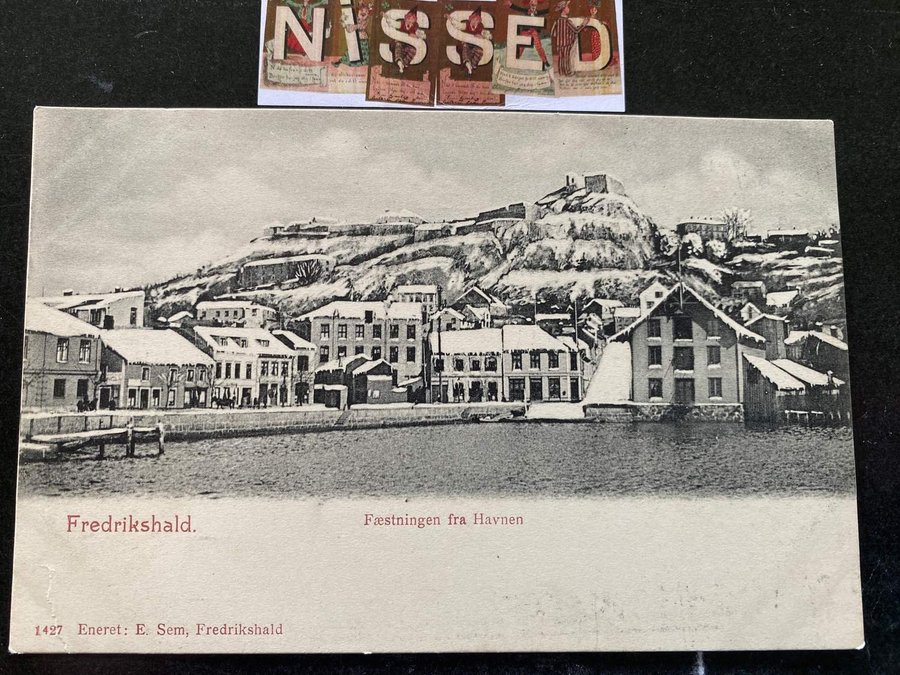 NISSED
Fredrikshald.
Fæstningen fra Havnen
1427 Eneret: E. Sem, Fredrikshald